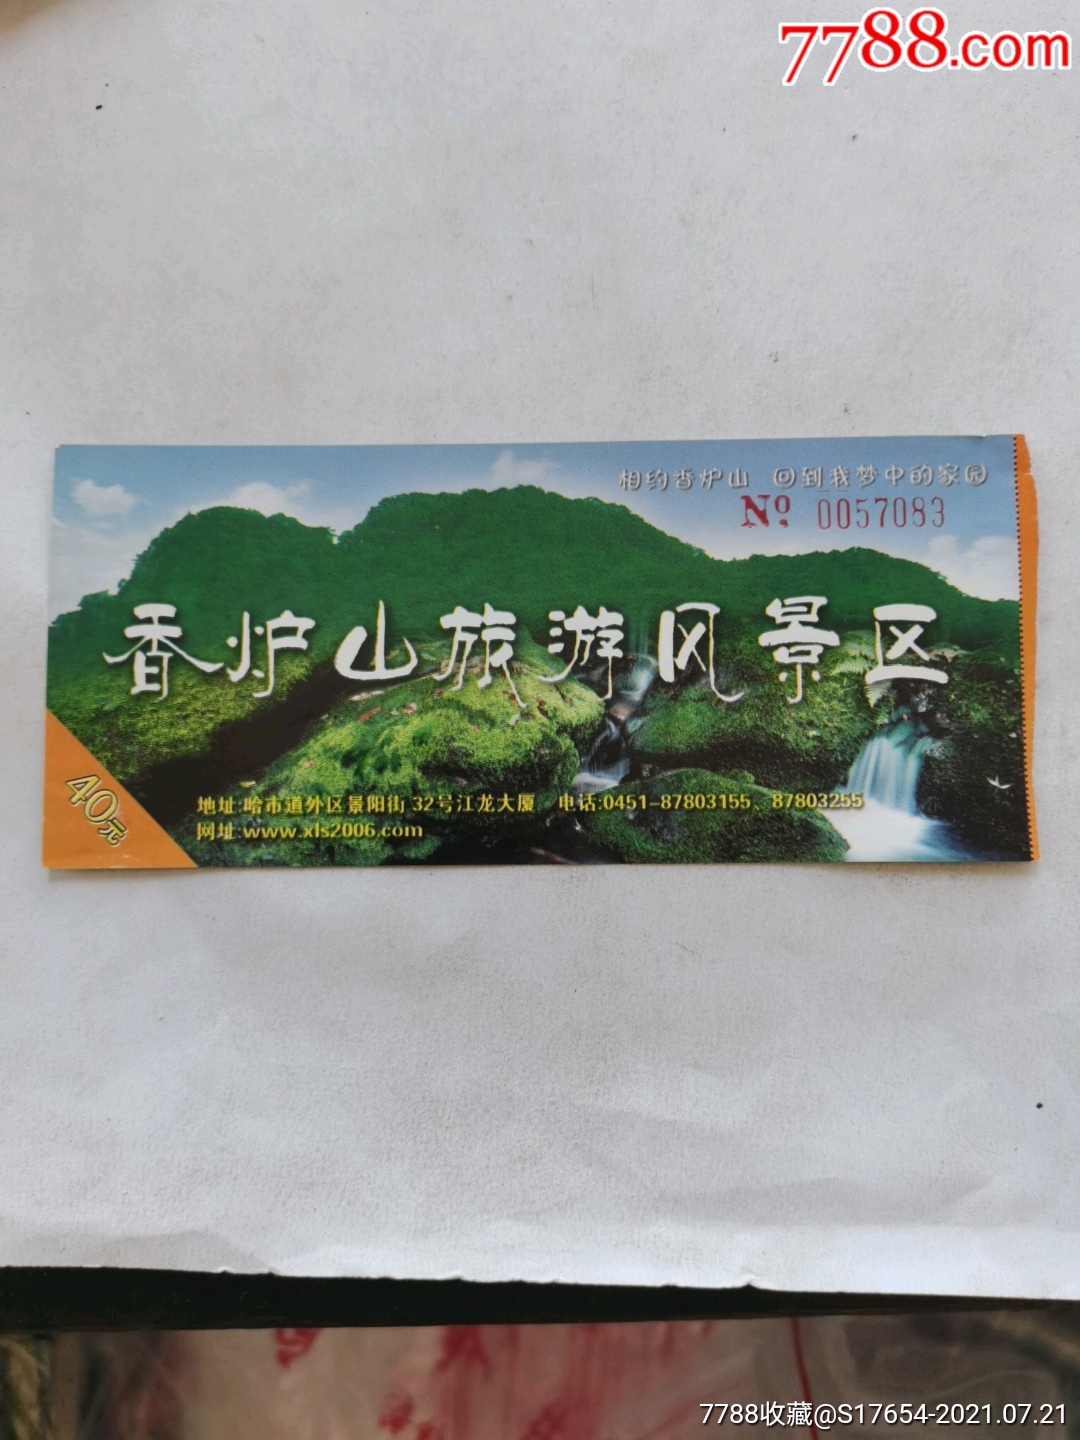 7788.com
相约香炉山 回到我梦中的家园
Nº 0057083
香炉山旅游风景区
40元
地址:哈市道外区景阳街32号江龙大厦 电话:0451-87803155、87803255
网址:www.xls2006.com
7788收藏@S17654-2021.07.21